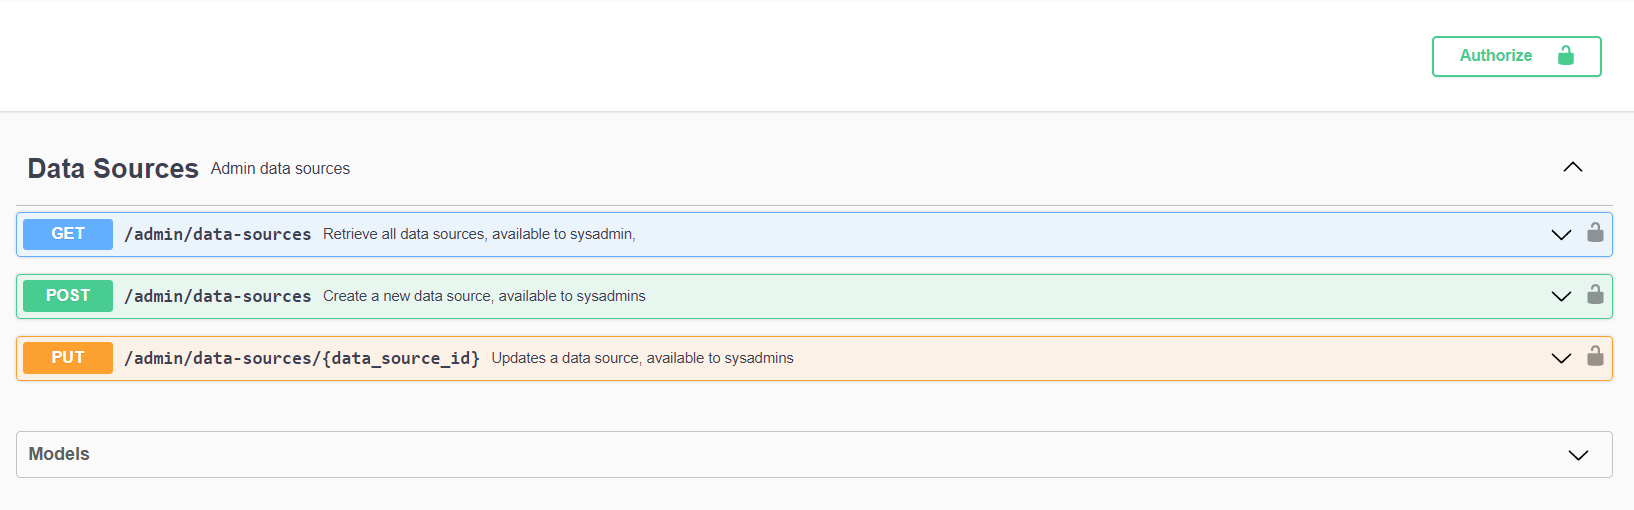 Authorize
Data Sources Admin data sources
GET /admin/data-sources Retrieve all data sources, available to sysadmin,
POST /admin/data-sources Create a new data source, available to sysadmins
PUT /admin/data-sources/{data_source_id} Updates a data source, available to sysadmins
Models